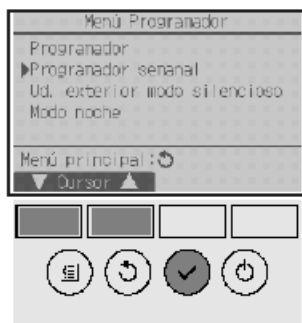 Menú Programador
Programador
▶Programador semanal
Ud. exterior modo silencioso
Modo noche
Menú principal:
▼ Cursor ▲